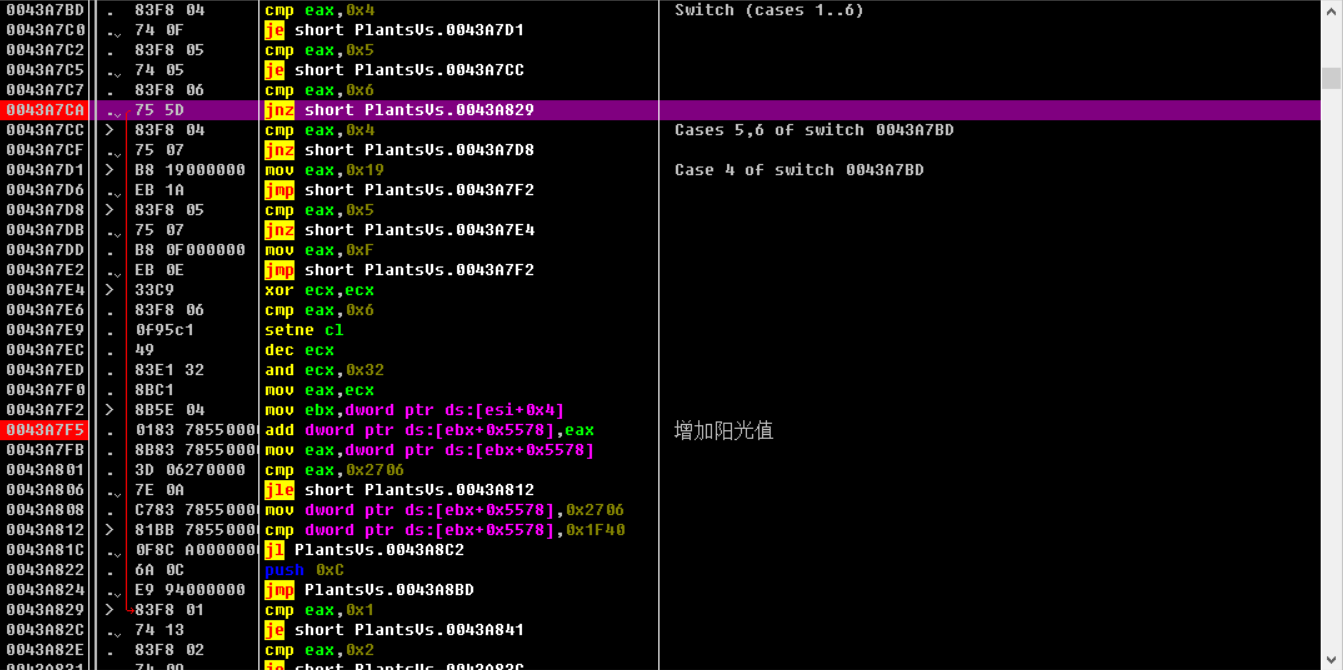 0043A7BD . 83F8 04 cmp eax,0x4 Switch (cases 1..6)
0043A7C0 . 74 0F je short PlantsVs.0043A7D1
0043A7C2 . 83F8 05 cmp eax,0x5
0043A7C5 . 74 05 je short PlantsVs.0043A7CC
0043A7C7 . 83F8 06 cmp eax,0x6
0043A7CA . 75 5D jnz short PlantsVs.0043A829
0043A7CC > 83F8 04 cmp eax,0x4 Cases 5,6 of switch 0043A7BD
0043A7CF . 75 07 jnz short PlantsVs.0043A7D8
0043A7D1 > B8 19000000 mov eax,0x19 Case 4 of switch 0043A7BD
0043A7D6 . EB 1A jmp short PlantsVs.0043A7F2
0043A7D8 > 83F8 05 cmp eax,0x5
0043A7DB . 75 07 jnz short PlantsVs.0043A7E4
0043A7DD . B8 0F000000 mov eax,0xF
0043A7E2 . EB 0E jmp short PlantsVs.0043A7F2
0043A7E4 > 33C9 xor ecx,ecx
0043A7E6 . 83F8 06 cmp eax,0x6
0043A7E9 . 0f95c1 setne cl
0043A7EC . 49 dec ecx
0043A7ED . 83E1 32 and ecx,0x32
0043A7F0 . 8BC1 mov eax,ecx
0043A7F2 > 8B5E 04 mov ebx,dword ptr ds:[esi+0x4]
0043A7F5 . 0183 78550000 add dword ptr ds:[ebx+0x5578],eax 增加阳光值
0043A7FB . 8B83 78550000 mov eax,dword ptr ds:[ebx+0x5578]
0043A801 . 3D 06270000 cmp eax,0x2706
0043A806 . 7E 0A jle short PlantsVs.0043A812
0043A808 . C783 78550000 mov dword ptr ds:[ebx+0x5578],0x2706
0043A812 > 81BB 78550000 cmp dword ptr ds:[ebx+0x5578],0x1F40
0043A81C . 0F8C A0000000 jl PlantsVs.0043A8C2
0043A822 . 6A 0C push 0xC
0043A824 . E9 94000000 jmp PlantsVs.0043A8BD
0043A829 > 83F8 01 cmp eax,0x1
0043A82C . 74 13 je short PlantsVs.0043A841
0043A82E . 83F8 02 cmp eax,0x2
0043A831 . 74 09 je short PlantsVs.0043A83C